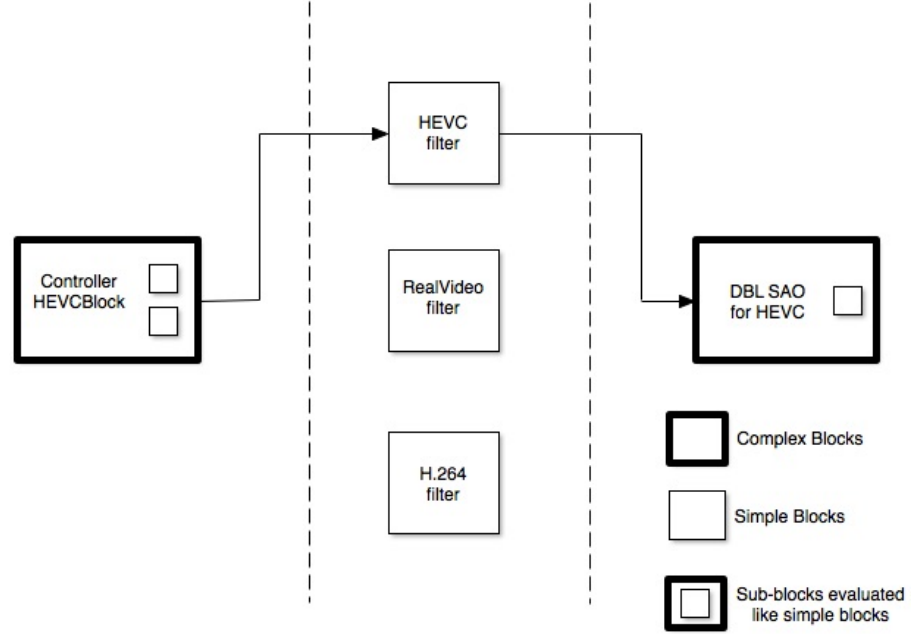 HEVC
filter
Controller
HEVCBlock
RealVideo
filter
DBL SAO
for HEVC
H.264
filter
Complex Blocks
Simple Blocks
Sub-blocks evaluated
like simple blocks